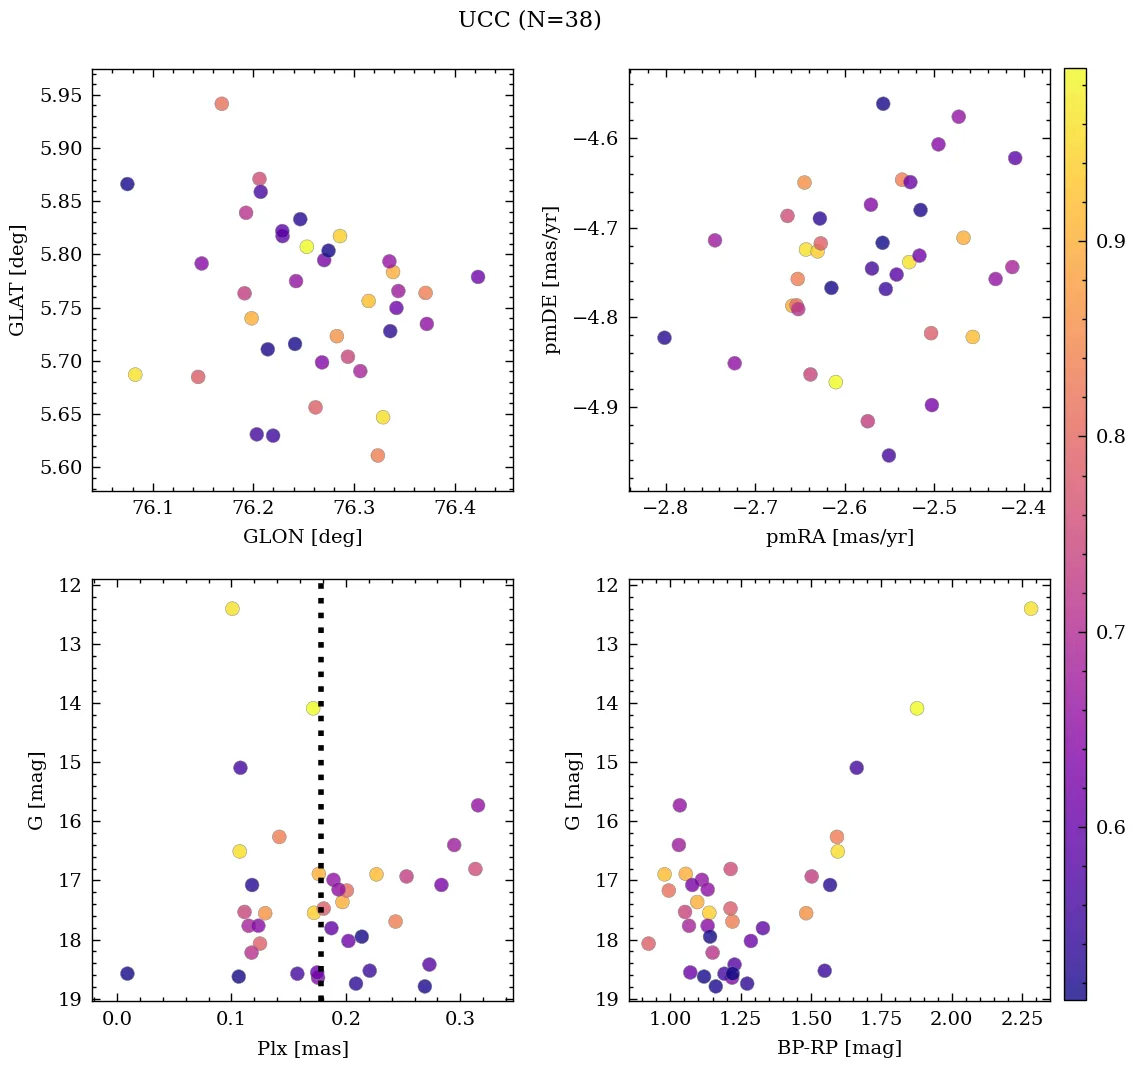 UCC (N=38)
5.95
5.90
5.85
5.80
5.75
5.70
5.65
5.60
GLAT [deg]
76.1 76.2 76.3 76.4
GLON [deg]
−4.6
−4.7
−4.8
−4.9
pmDE [mas/yr]
−2.8 −2.7 −2.6 −2.5 −2.4
pmRA [mas/yr]
0.9
0.8
0.7
0.6
12
13
14
15
16
17
18
19
G [mag]
0.0 0.1 0.2 0.3
Plx [mas]
12
13
14
15
16
17
18
19
G [mag]
1.00 1.25 1.50 1.75 2.00 2.25
BP-RP [mag]